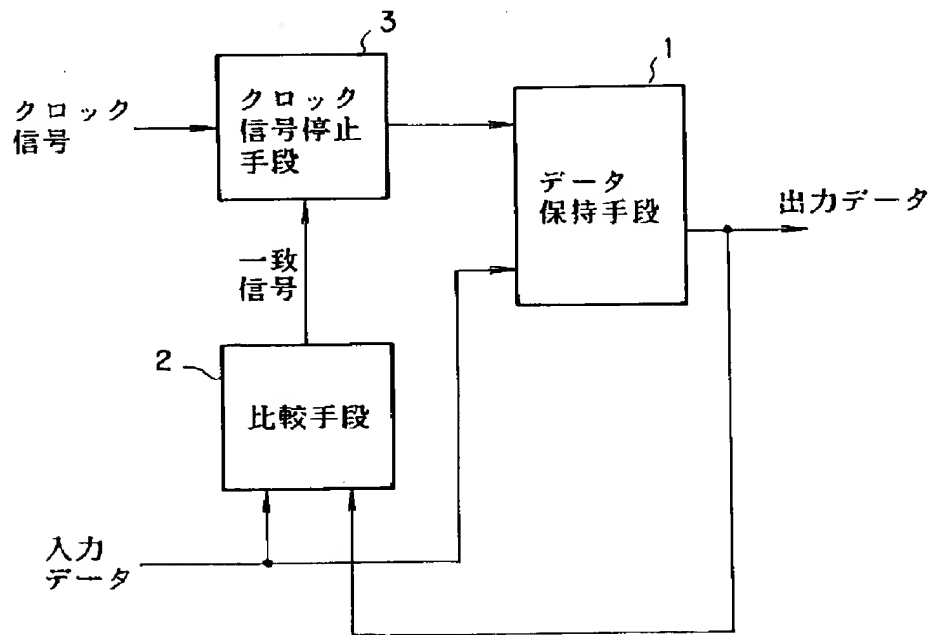 3
クロック
信号
クロック
信号停止
手段
1
データ
保持手段
出力データ
一致
信号
2
比較手段
入力
データ